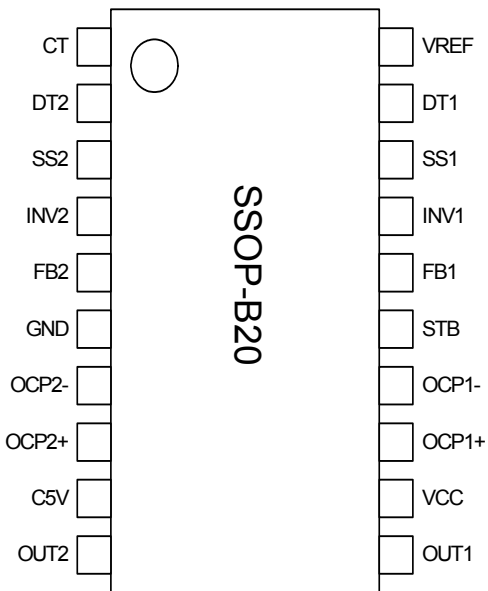 CT
DT2
SS2
INV2
FB2
GND
OCP2-
OCP2+
C5V
OUT2
SSOP-B20
VREF
DT1
SS1
INV1
FB1
STB
OCP1-
OCP1+
VCC
OUT1